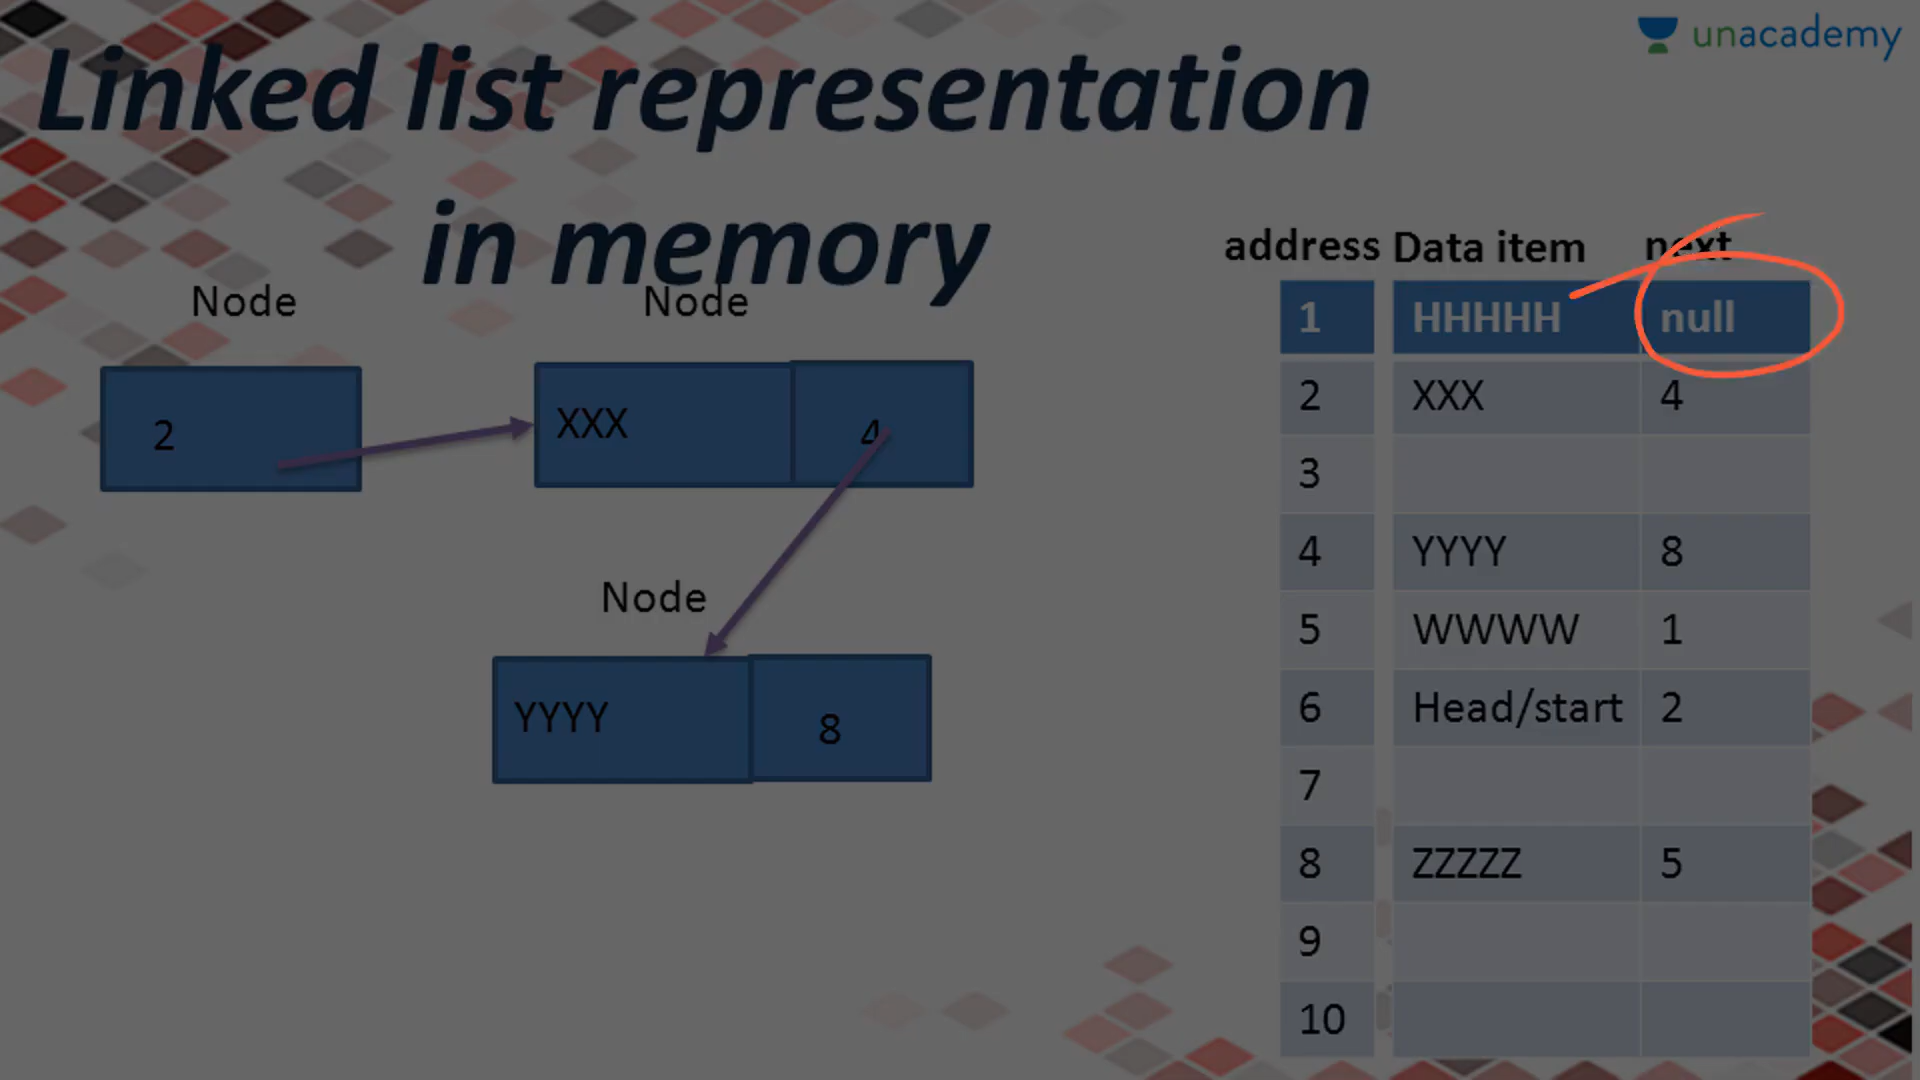 unacademy
Linked list representation
in memory
Node
Node
2
XXX
4
Node
YYYY
8
address Data item next
1 HHHHH null
2 XXX 4
3
4 YYYY 8
5 WWWW 1
6 Head/start 2
7
8 ZZZZZ 5
9
10